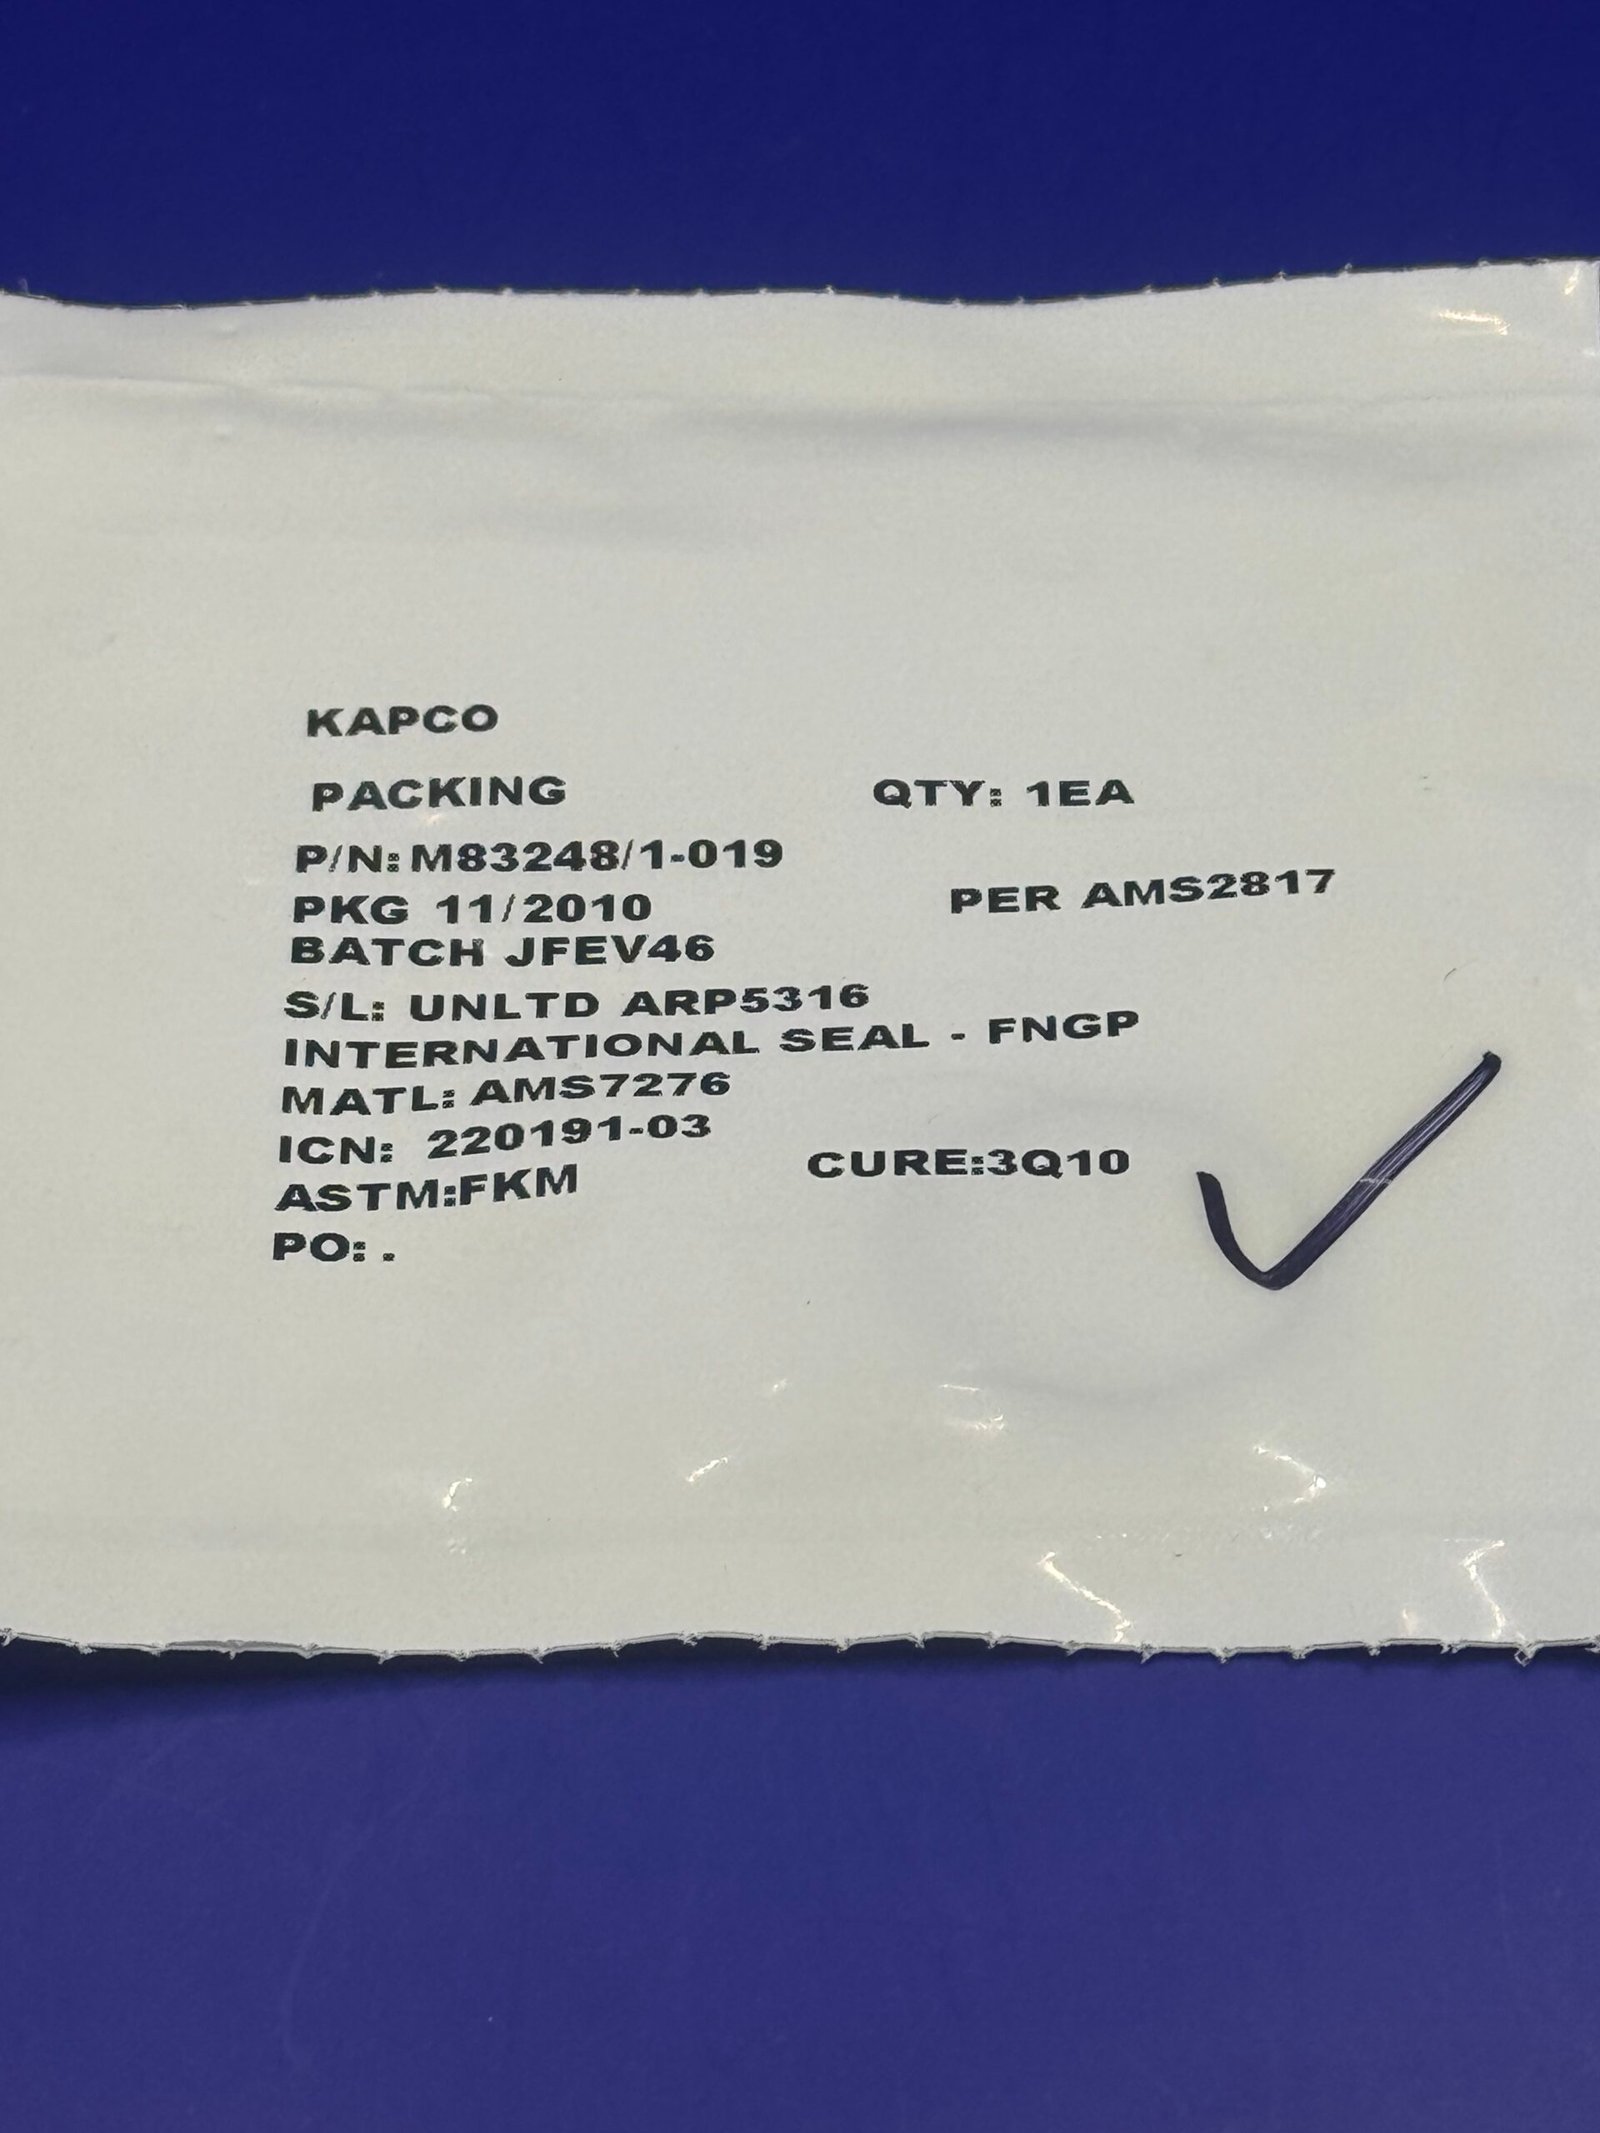 KAPCO
PACKING QTY: 1EA
P/N: M83248/1-019
PKG 11/2010 PER AMS2817
BATCH JFEV46
S/L: UNLTD ARP5316
INTERNATIONAL SEAL - FNGP
MATL: AMS7276
ICN: 220191-03
ASTM:FKM CURE:3Q10
PO: .